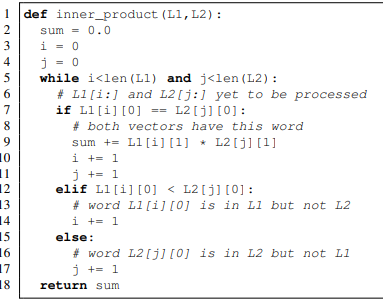 1 def inner_product(L1,L2):
2     sum = 0.0
3     i = 0
4     j = 0
5     while i<len(L1) and j<len(L2):
6         # L1[i:] and L2[j:] yet to be processed
7         if L1[i][0] == L2[j][0]:
8             # both vectors have this word
9             sum += L1[i][1] * L2[j][1]
10             i += 1
11             j += 1
12         elif L1[i][0] < L2[j][0]:
13             # word L1[i][0] is in L1 but not L2
14             i += 1
15         else:
16             # word L2[j][0] is in L2 but not L1
17             j += 1
18     return sum